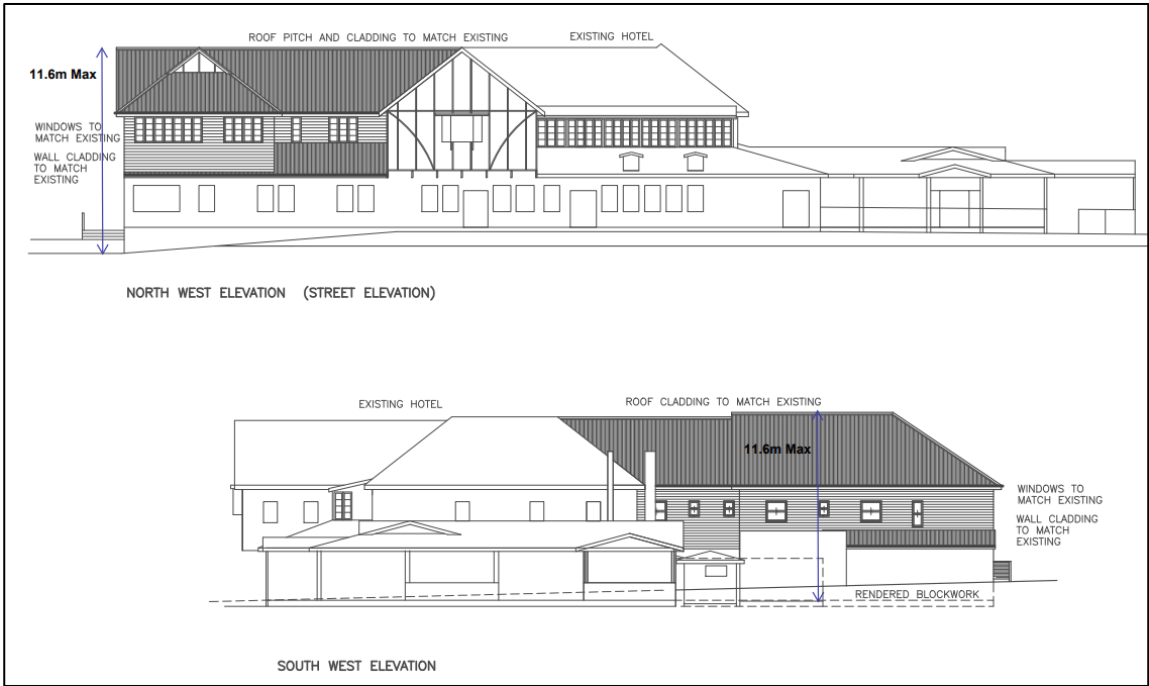 ROOF PITCH AND CLADDING TO MATCH EXISTING
EXISTING HOTEL
11.6m Max
WINDOWS TO
MATCH EXISTING
WALL CLADDING
TO MATCH
EXISTING
NORTH WEST ELEVATION (STREET ELEVATION)
EXISTING HOTEL
ROOF CLADDING TO MATCH EXISTING
11.6m Max
WINDOWS TO
MATCH EXISTING
WALL CLADDING
TO MATCH
EXISTING
RENDERED BLOCKWORK
SOUTH WEST ELEVATION